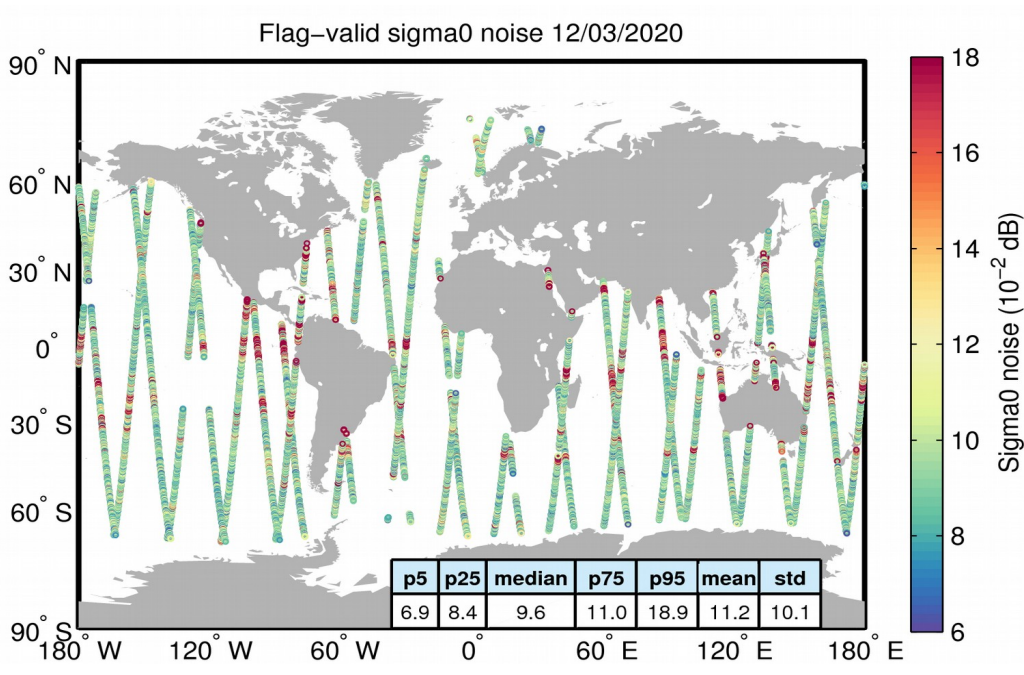 Flag−valid sigma0 noise 12/03/2020
90° N
60° N
30° N
0°
30° S
60° S
90° S
180° W
120° W
60° W
0°
60° E
120° E
180° E
p5 p25 median p75 p95 mean std
6.9 8.4 9.6 11.0 18.9 11.2 10.1
18
16
14
12
10
8
6
Sigma0 noise (10⁻² dB)